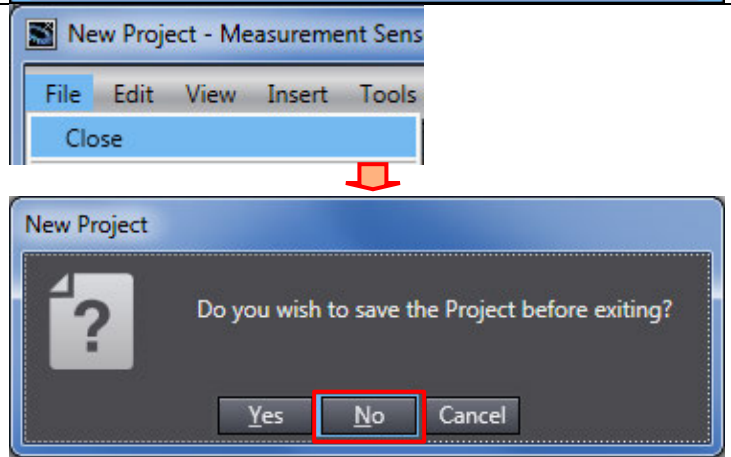 New Project - Measurement Sens
File Edit View Insert Tools
Close
New Project
?
Do you wish to save the Project before exiting?
Yes No Cancel